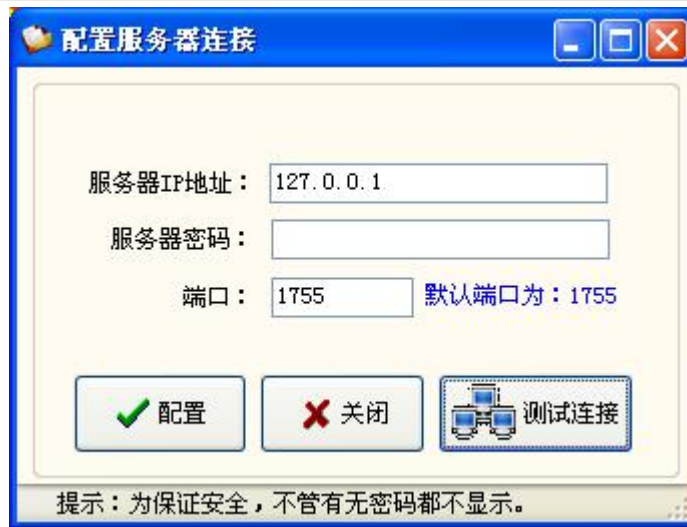 配置服务器连接
服务器IP地址：127.0.0.1
服务器密码：
端口：1755 默认端口为：1755
配置 关闭 测试连接
提示：为保证安全，不管有无密码都不显示。